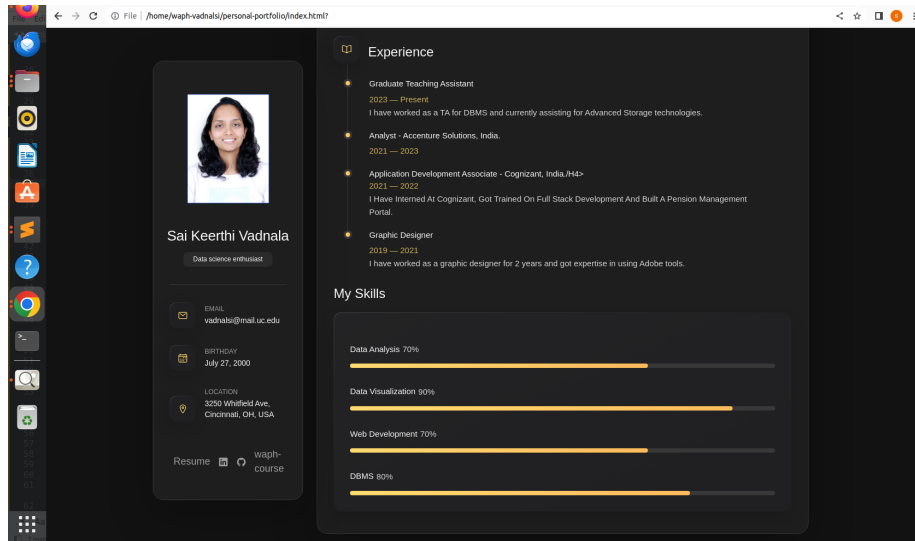 File | /home/waph-vadnalsi/personal-portfolio/index.html?
Sai Keerthi Vadnala
Data science enthusiast
EMAIL
vadnalsi@mail.uc.edu
BIRTHDAY
July 27, 2000
LOCATION
3250 Whitfield Ave,
Cincinnati, OH, USA
Resume
waph-
course
Experience
Graduate Teaching Assistant
2023 — Present
I have worked as a TA for DBMS and currently assisting for Advanced Storage technologies.
Analyst - Accenture Solutions, India.
2021 — 2023
Application Development Associate - Cognizant, India./H4>
2021 — 2022
I Have Interned At Cognizant, Got Trained On Full Stack Development And Built A Pension Management
Portal.
Graphic Designer
2019 — 2021
I have worked as a graphic designer for 2 years and got expertise in using Adobe tools.
My Skills
Data Analysis 70%
Data Visualization 90%
Web Development 70%
DBMS 80%